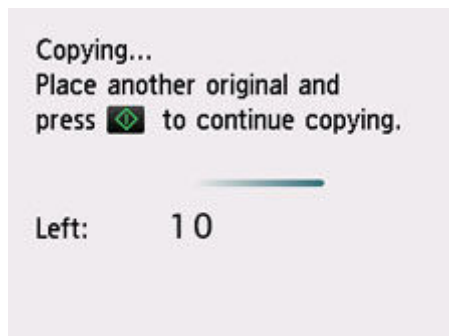 Copying...
Place another original and
press to continue copying.
Left: 10